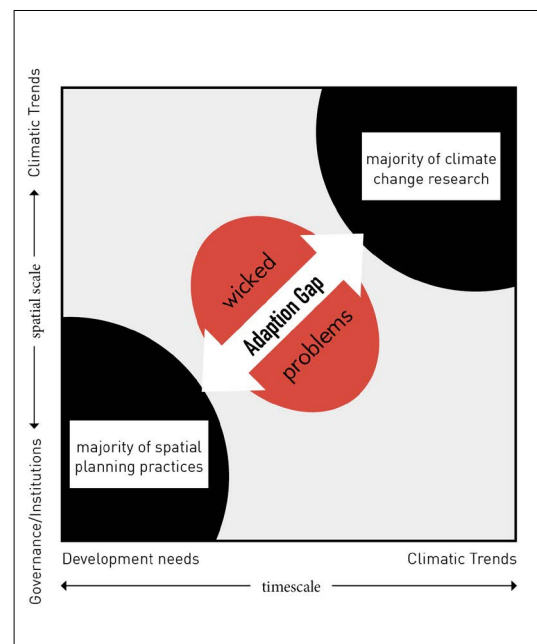 Climatic Trends
spatial scale
Governance/Institutions
majority of climate
change research
wicked
Adaption Gap
problems
majority of spatial
planning practices
Development needs
Climatic Trends
timescale